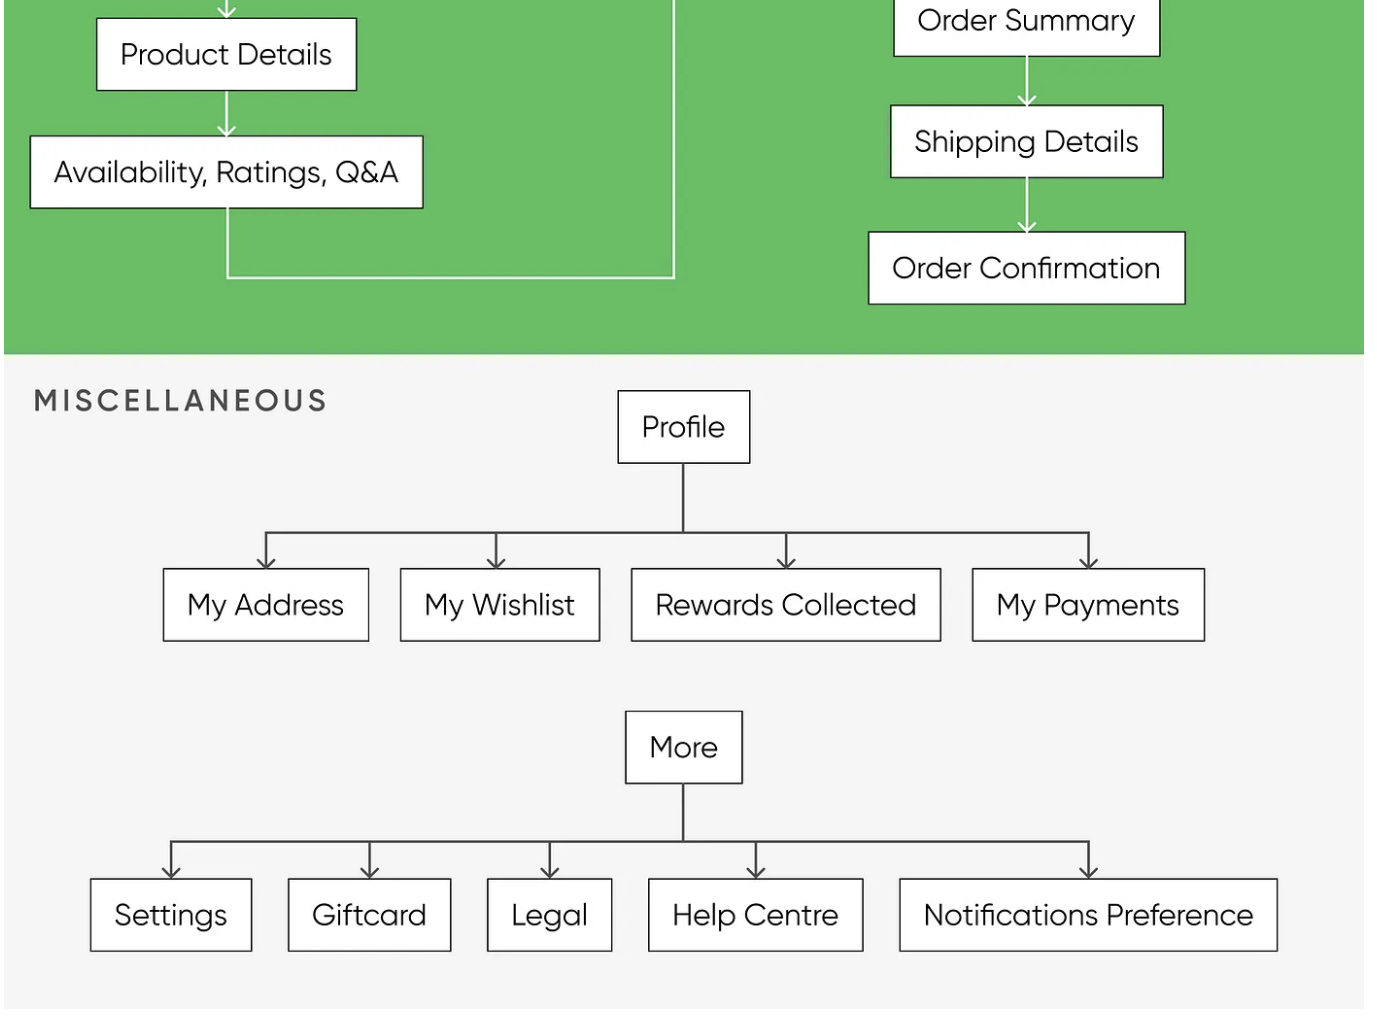 Order Summary
Product Details
Shipping Details
Availability, Ratings, Q&A
Order Confirmation
MISCELLANEOUS
Profile
My Address
My Wishlist
Rewards Collected
My Payments
More
Settings
Giftcard
Legal
Help Centre
Notifications Preference